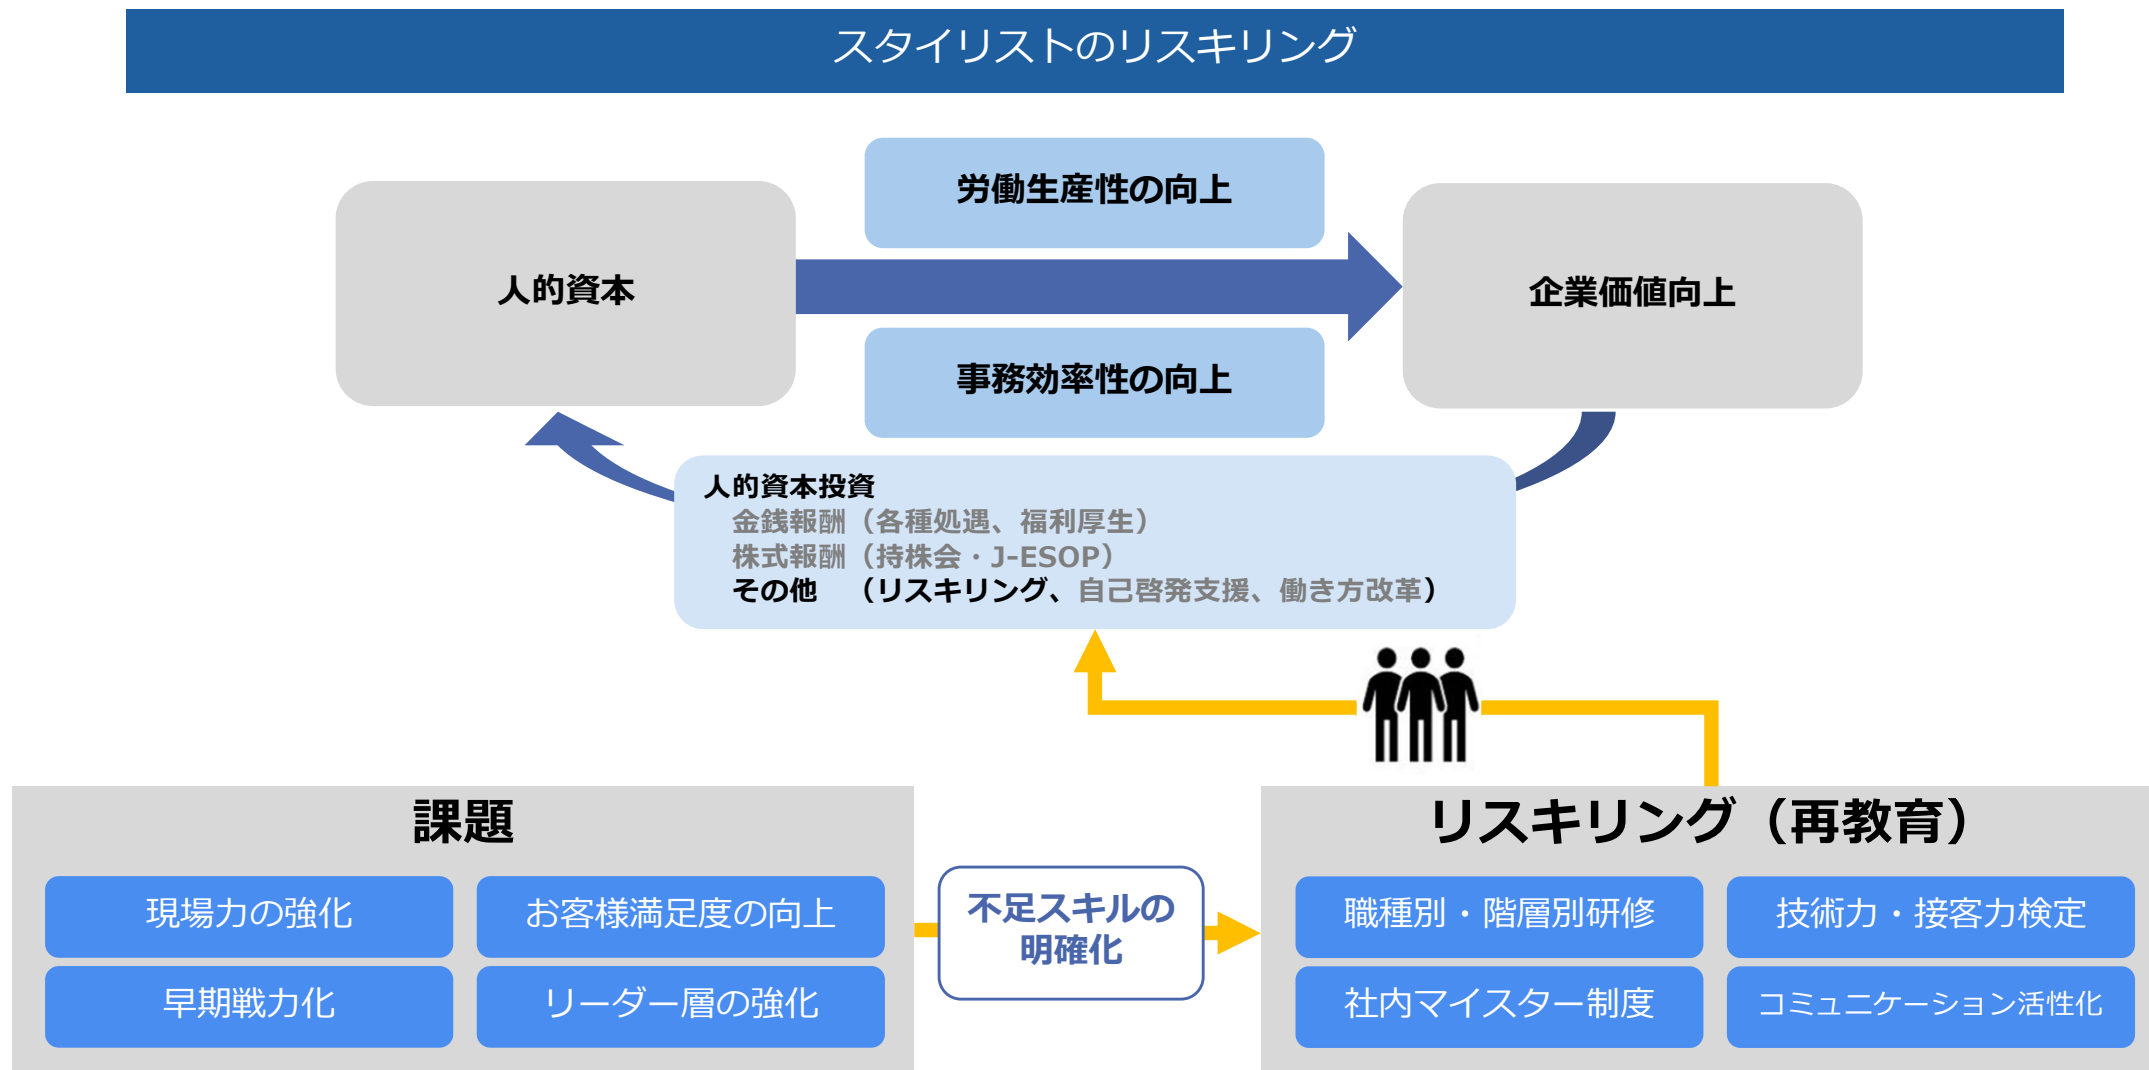 スタイリストのリスキリング
労働生産性の向上
人的資本
企業価値向上
事務効率性の向上
人的資本投資
金銭報酬（各種処遇、福利厚生）
株式報酬（持株会・J-ESOP）
その他　（リスキリング、自己啓発支援、働き方改革）
課題
現場力の強化
お客様満足度の向上
早期戦力化
リーダー層の強化
不足スキルの
明確化
リスキリング（再教育）
職種別・階層別研修
技術力・接客力検定
社内マイスター制度
コミュニケーション活性化